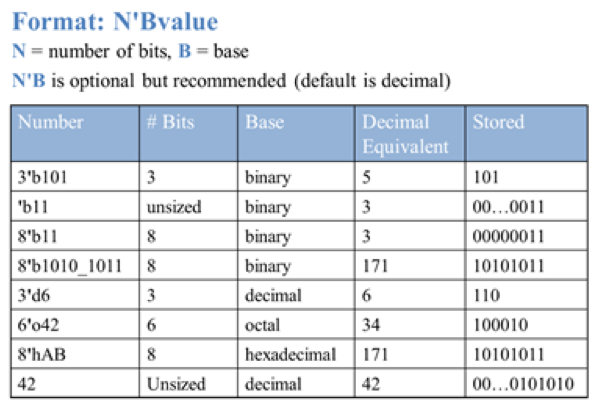 Format: N'Bvalue
N = number of bits, B = base
N'B is optional but recommended (default is decimal)
Number # Bits Base Decimal Equivalent Stored
3'b101 3 binary 5 101
'b11 unsized binary 3 00…0011
8'b11 8 binary 3 00000011
8'b1010_1011 8 binary 171 10101011
3'd6 3 decimal 6 110
6'o42 6 octal 34 100010
8'hAB 8 hexadecimal 171 10101011
42 Unsized decimal 42 00…0101010